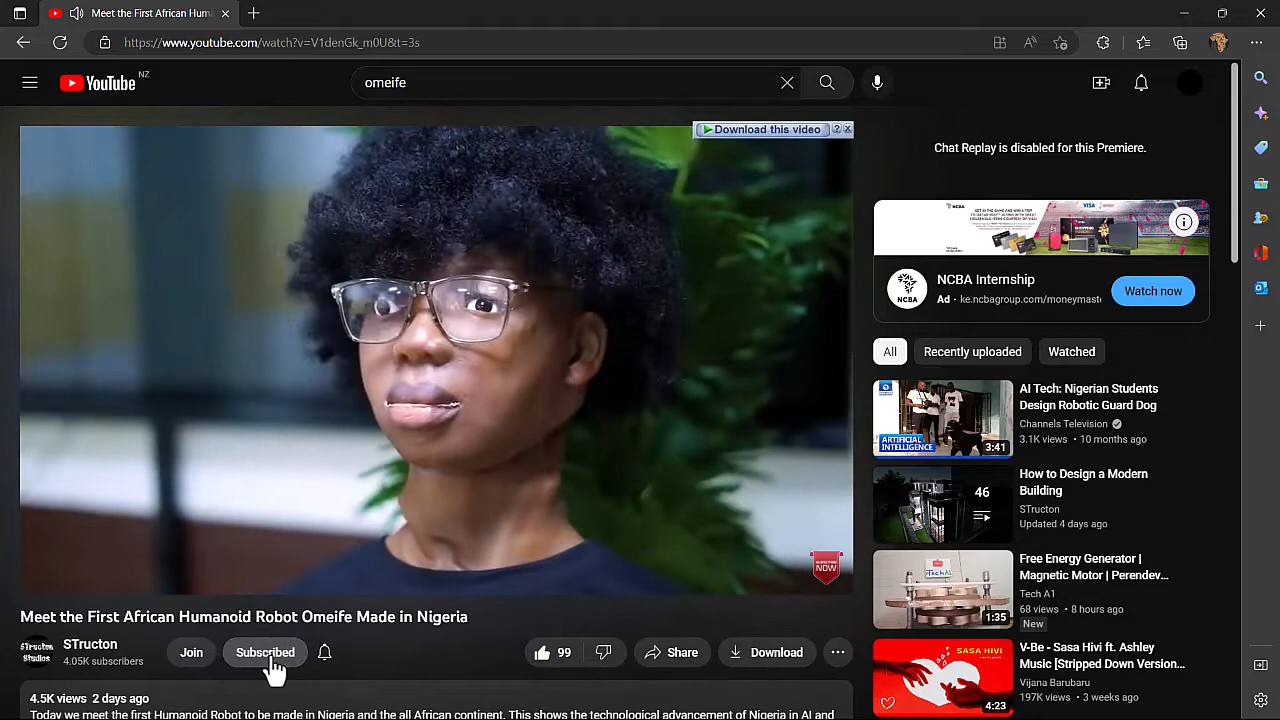 Meet the First African Hum
https://www.youtube.com/watch?v=V1denGk_m0U&t=3s
YouTube NZ
omeife
Download this video
SUBSCRIBE
NOW
Meet the First African Humanoid Robot Omeife Made in Nigeria
STructon
4.05K subscribers
Join
Subscribed
99
Share
Download
4.5K views 2 days ago
Today we meet the first Humanoid Robot to be made in Nigeria and the all African continent. This shows the technological advancement of Nigeria in AI and
Chat Replay is disabled for this Premiere.
NCBA
VISA
NCBA
NCBA Internship
Ad • ke.ncbagroup.com/moneymast
Watch now
All
Recently uploaded
Watched
ARTIFICIAL
INTELLIGENCE
3:41
AI Tech: Nigerian Students
Design Robotic Guard Dog
Channels Television
3.1K views • 10 months ago
46
How to Design a Modern
Building
STructon
Updated 4 days ago
iTech A1
1:35
Free Energy Generator |
Magnetic Motor | Perendev...
Tech A1
68 views • 8 hours ago
New
SASA HIVI
4:23
V-Be - Sasa Hivi ft. Ashley
Music [Stripped Down Version...
Vijana Barubaru
197K views • 3 weeks ago